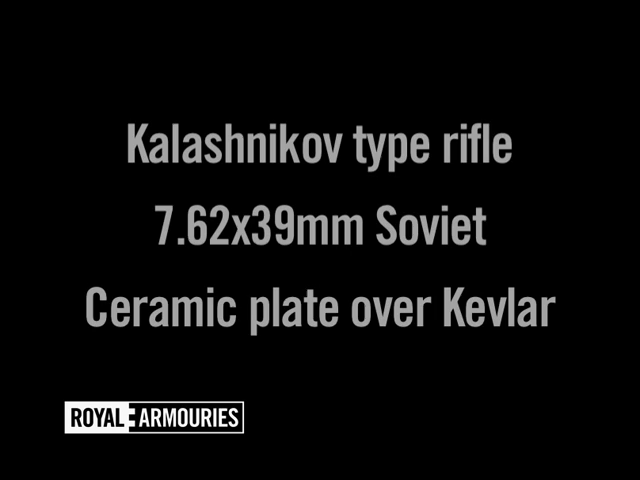 Kalashnikov type rifle
7.62x39mm Soviet
Ceramic plate over Kevlar
ROYAL ARMOURIES